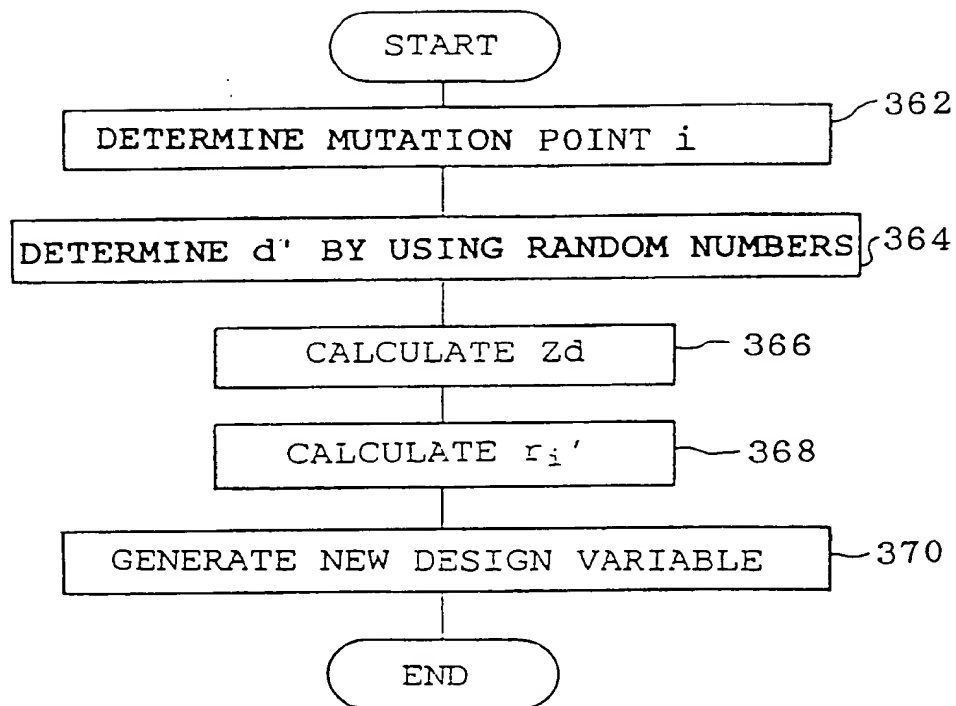 START
DETERMINE MUTATION POINT i
362
DETERMINE d' BY USING RANDOM NUMBERS
364
CALCULATE Zd
366
CALCULATE ri'
368
GENERATE NEW DESIGN VARIABLE
370
END